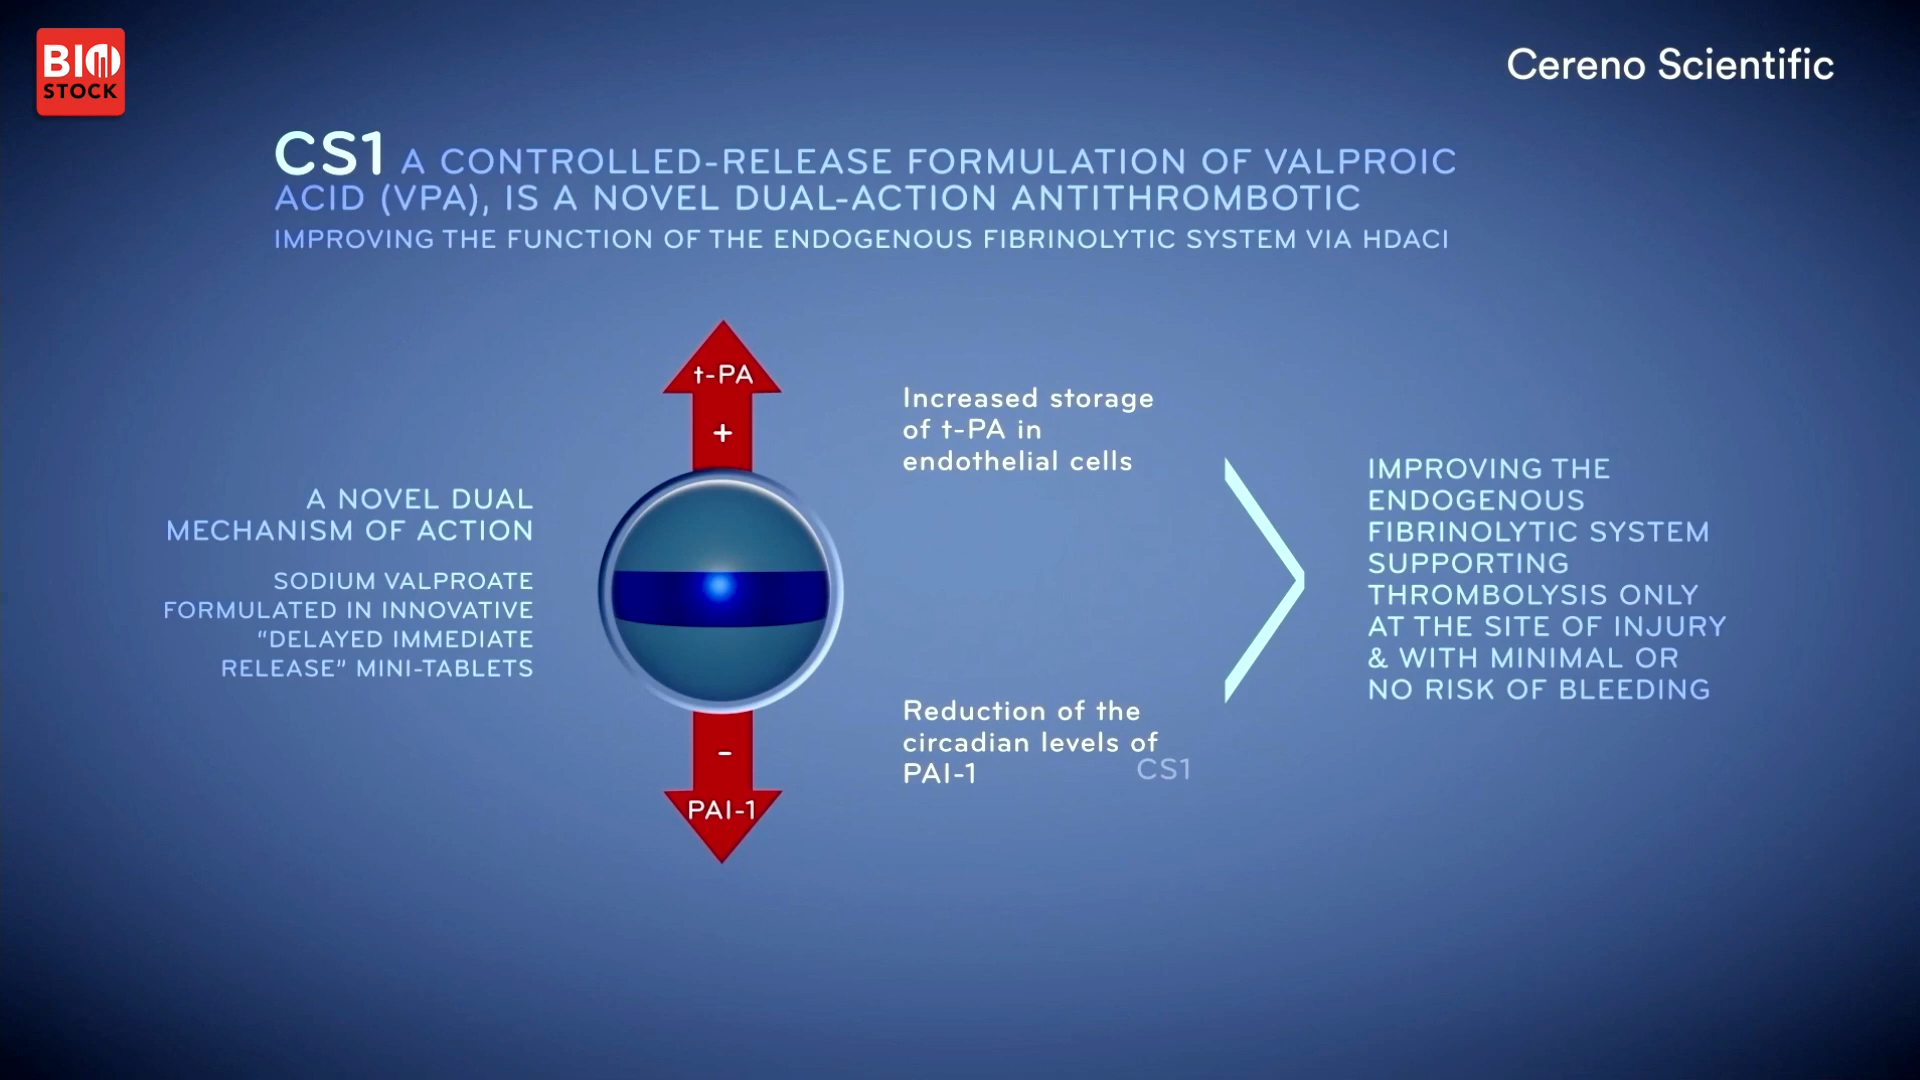 BIO
STOCK
Cereno Scientific
CS1 A CONTROLLED-RELEASE FORMULATION OF VALPROIC
ACID (VPA), IS A NOVEL DUAL-ACTION ANTITHROMBOTIC
IMPROVING THE FUNCTION OF THE ENDOGENOUS FIBRINOLYTIC SYSTEM VIA HDACI
A NOVEL DUAL
MECHANISM OF ACTION
SODIUM VALPROATE
FORMULATED IN INNOVATIVE
“DELAYED IMMEDIATE
RELEASE” MINI-TABLETS
t-PA
+
-
PAI-1
Increased storage
of t-PA in
endothelial cells
Reduction of the
circadian levels of
PAI-1
CS1
IMPROVING THE
ENDOGENOUS
FIBRINOLYTIC SYSTEM
SUPPORTING
THROMBOLYSIS ONLY
AT THE SITE OF INJURY
& WITH MINIMAL OR
NO RISK OF BLEEDING